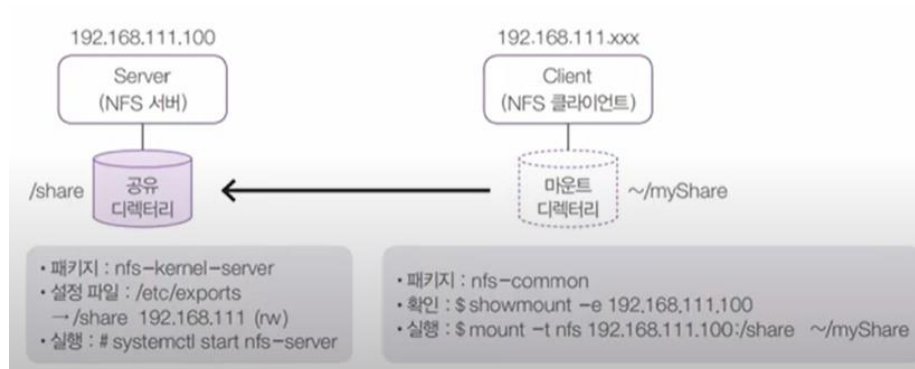 192.168.111.100
Server
(NFS 서버)
/share
공유
디렉터리
• 패키지 : nfs-kernel-server
• 설정 파일 : /etc/exports
→ /share 192.168.111 (rw)
• 실행 : # systemctl start nfs-server
192.168.111.xxx
Client
(NFS 클라이언트)
마운트
디렉터리
~/myShare
• 패키지 : nfs-common
• 확인 : $ showmount -e 192.168.111.100
• 실행 : $ mount -t nfs 192.168.111.100:/share ~/myShare